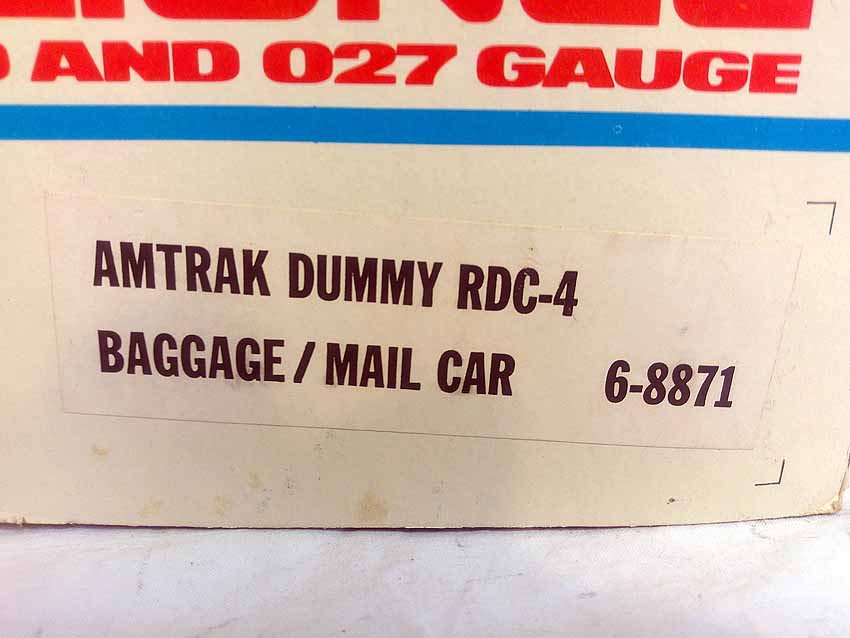 AND 027 GAUGE
AMTRAK DUMMY RDC-4
BAGGAGE / MAIL CAR 6-8871